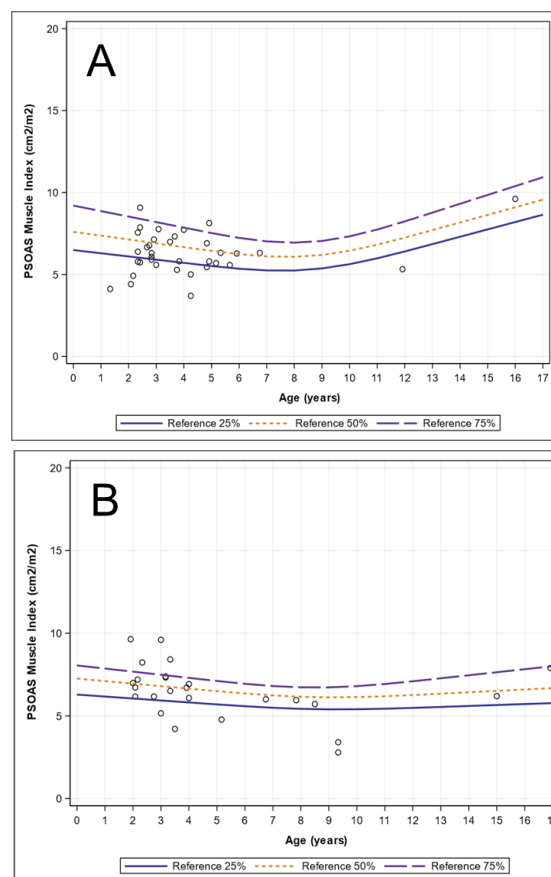 A
20
15
10
5
0
PSOAS Muscle Index (cm2/m2)
0 1 2 3 4 5 6 7 8 9 10 11 12 13 14 15 16 17
Age (years)
Reference 25% Reference 50% Reference 75%
B
20
15
10
5
0
PSOAS Muscle Index (cm2/m2)
0 1 2 3 4 5 6 7 8 9 10 11 12 13 14 15 16 1
Age (years)
Reference 25% Reference 50% Reference 75%